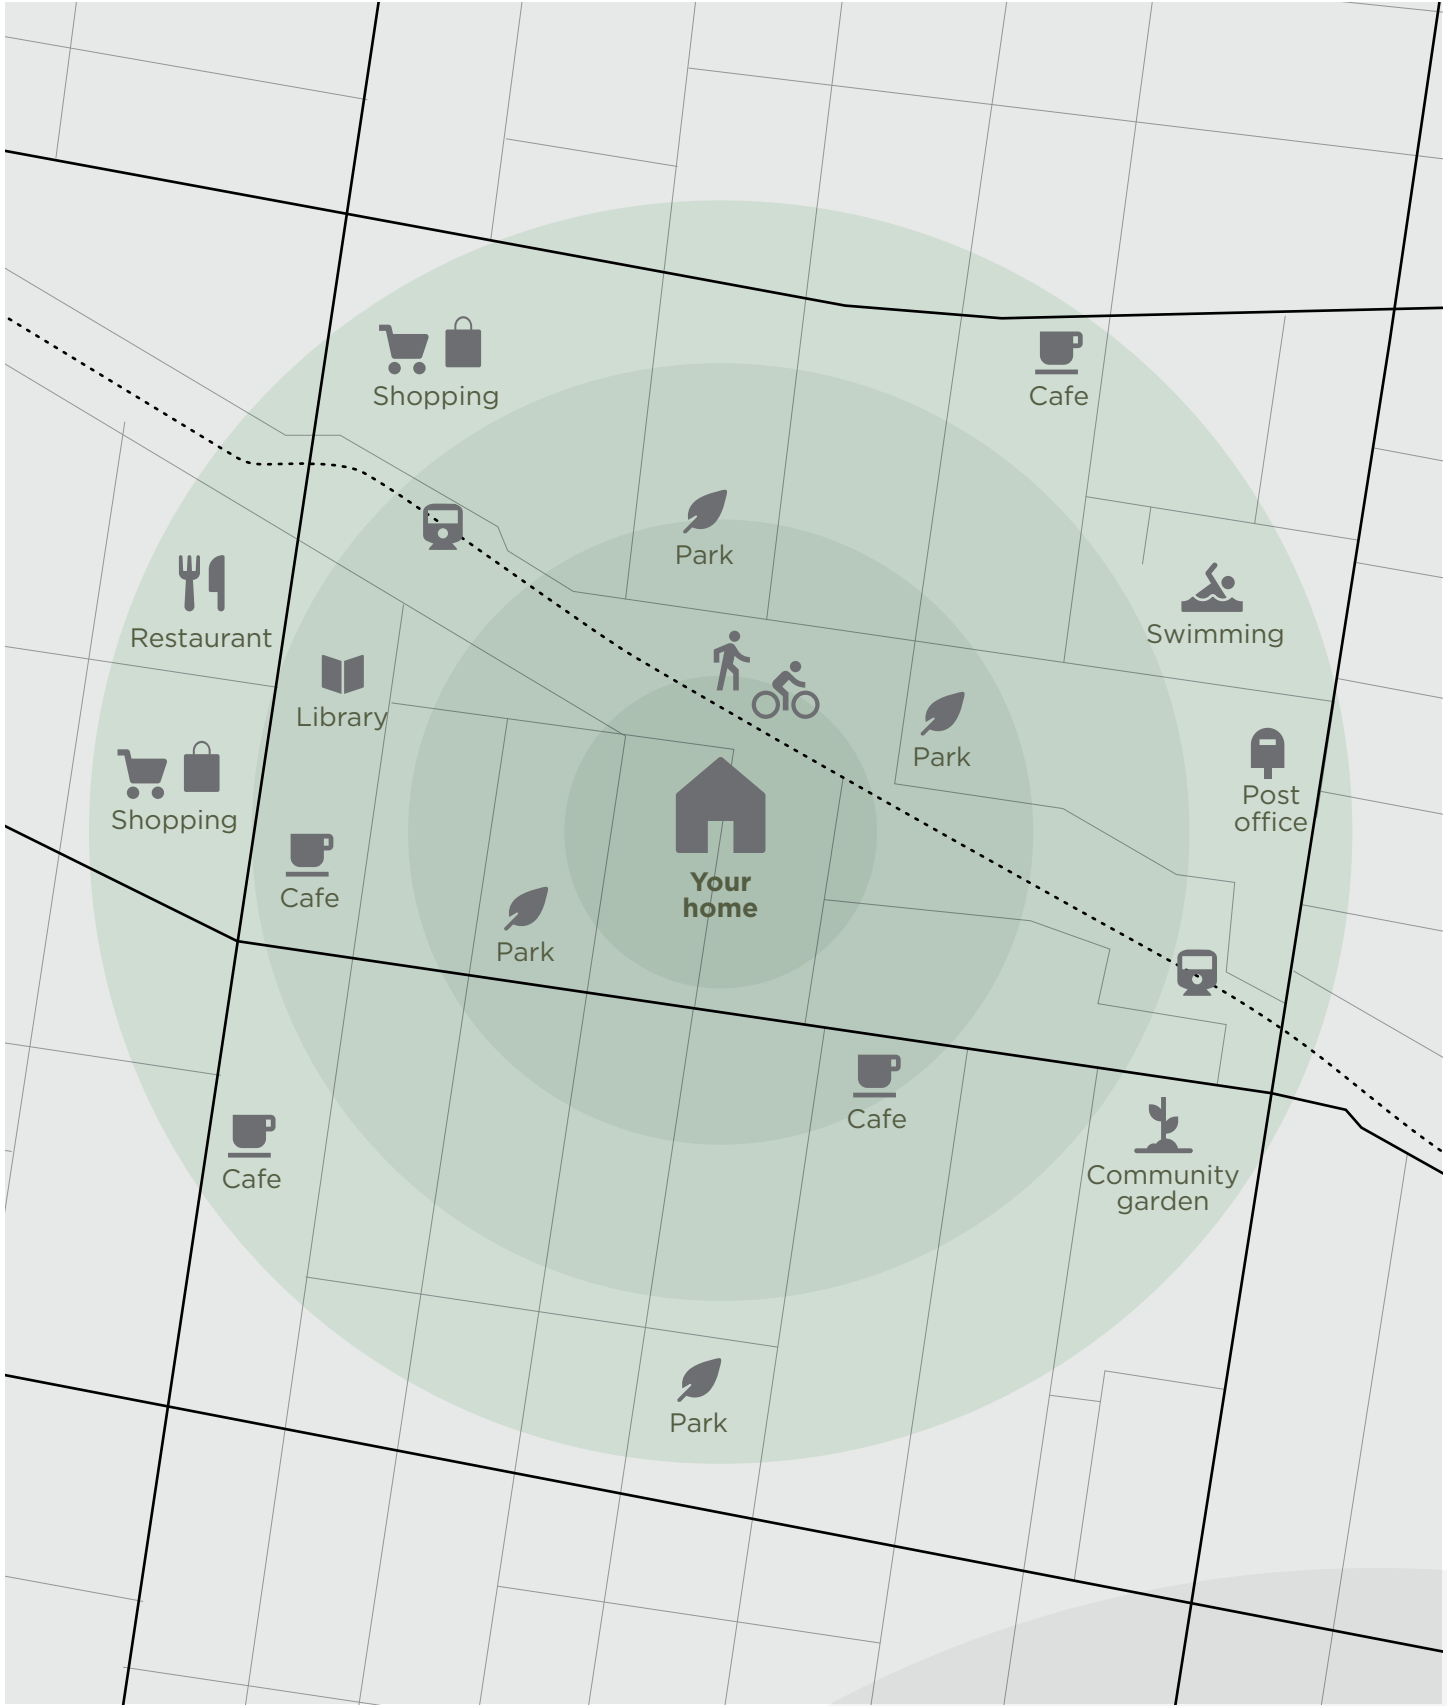 Shopping
Cafe
Park
Restaurant
Swimming
Library
Park
Post
office
Shopping
Cafe
Your
home
Park
Cafe
Community
garden
Cafe
Park